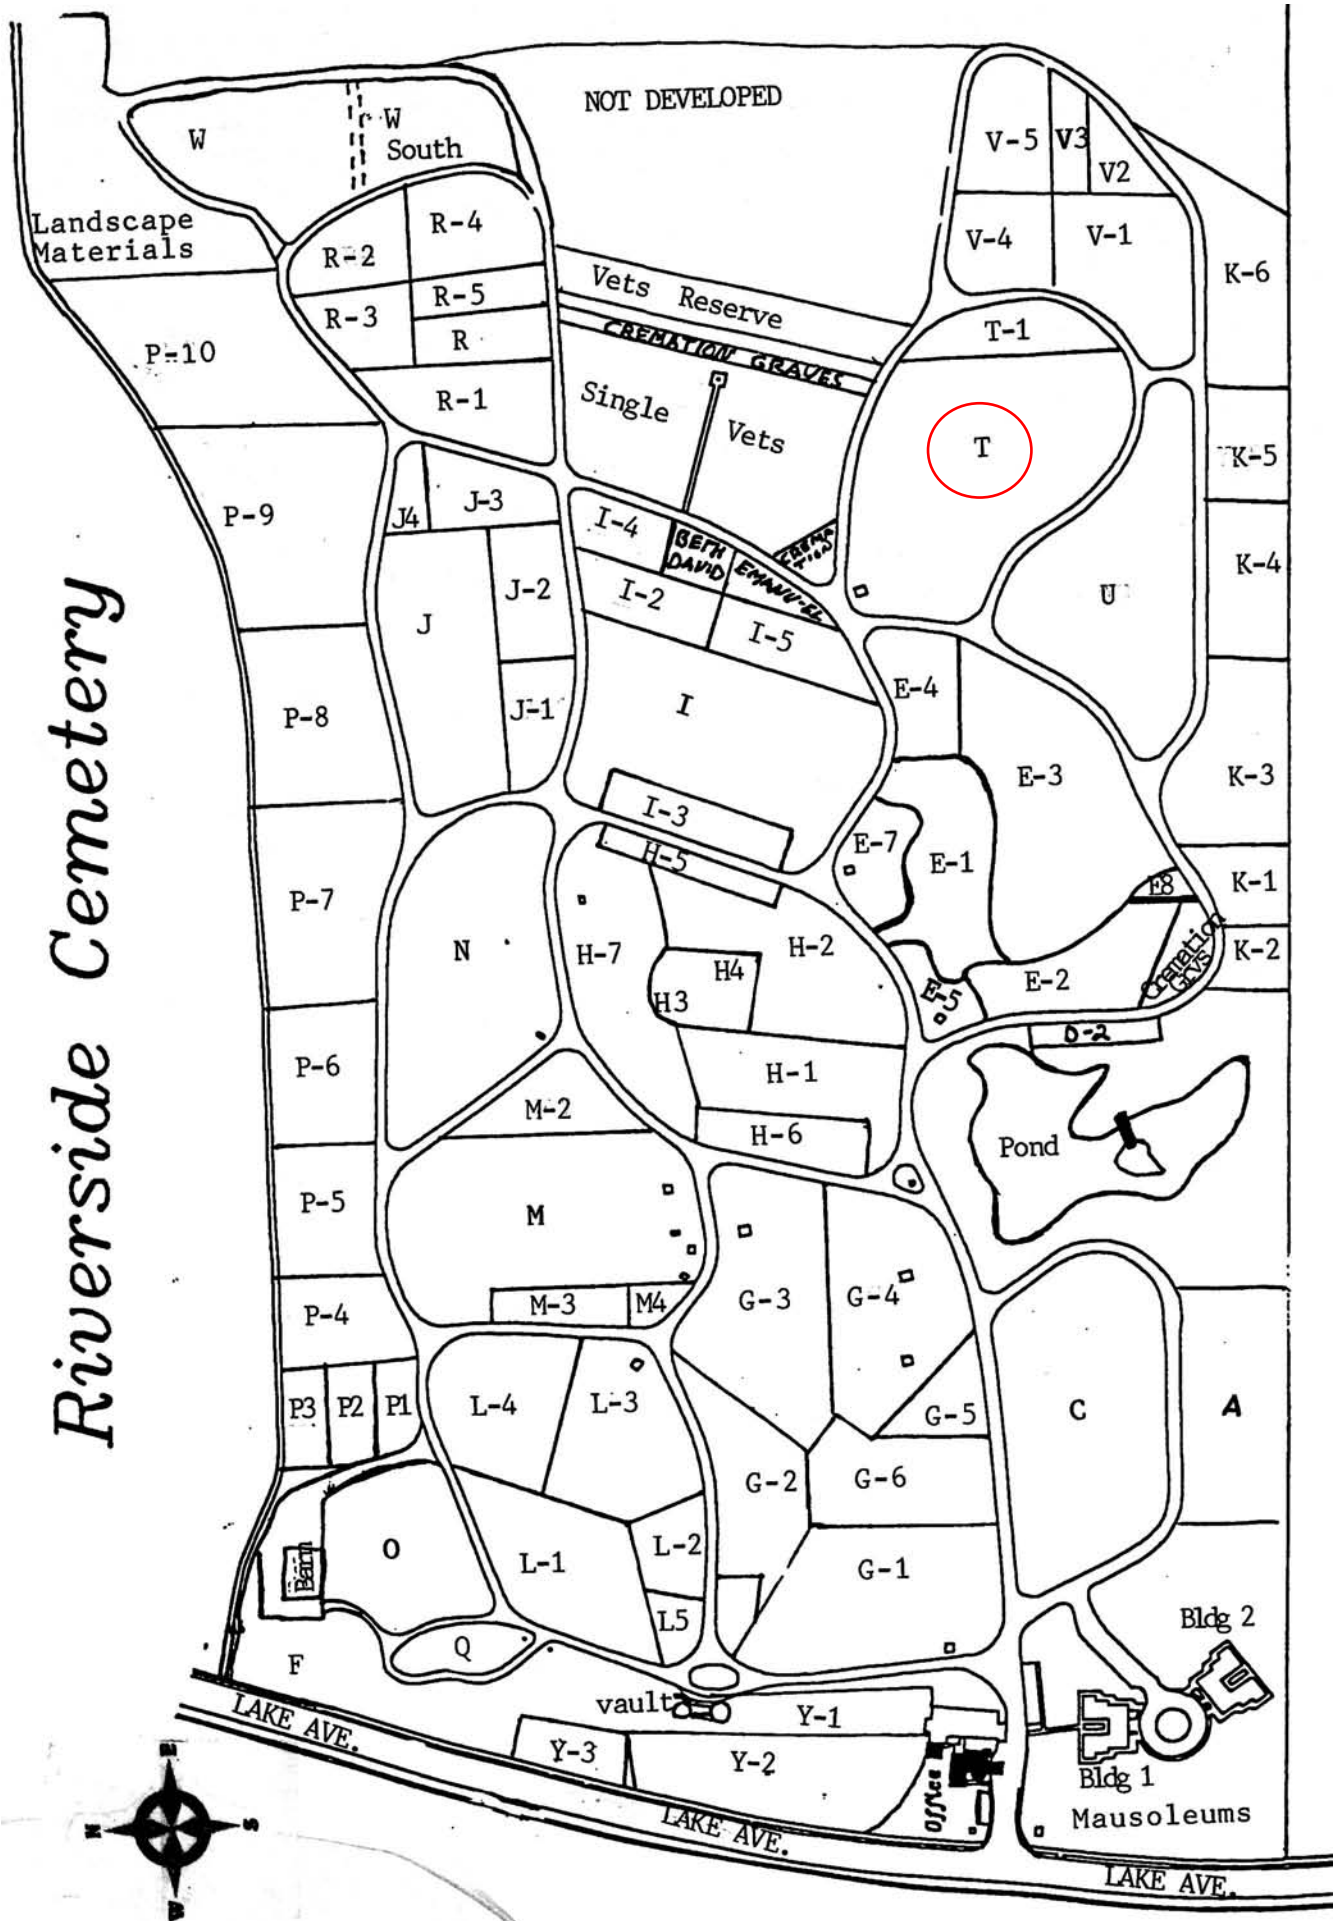 NOT DEVELOPED
W
W
South
V-5
V3
V2
Landscape
Materials
R-2
R-4
V-4
V-1
K-6
R-3
R-5
R
Vets Reserve
CREMATION GRAVES
T-1
P-10
R-1
Single
Vets
T
K-5
P-9
J4
J-3
I-4
BETH
DAVID
EMANU-EL
CREMA
TION
K-4
J
J-2
I-2
I-5
U
P-8
J-1
I
E-4
E-3
K-3
I-3
H-5
E-7
E-1
E8
K-1
P-7
N
H-7
H-2
H4
H3
E-5
E-2
Cremation
Grvs
K-2
D-2
P-6
H-1
M-2
H-6
Pond
P-5
M
P-4
M-3
M4
G-3
G-4
P3
P2
P1
L-4
L-3
G-5
C
A
G-2
G-6
Barn
O
L-1
L-2
G-1
L5
Q
F
Bldg 2
vault
Y-1
Y-3
Y-2
Office
Bldg 1
Mausoleums
LAKE AVE.
LAKE AVE.
LAKE AVE.
Riverside Cemetery
E
N
S
W